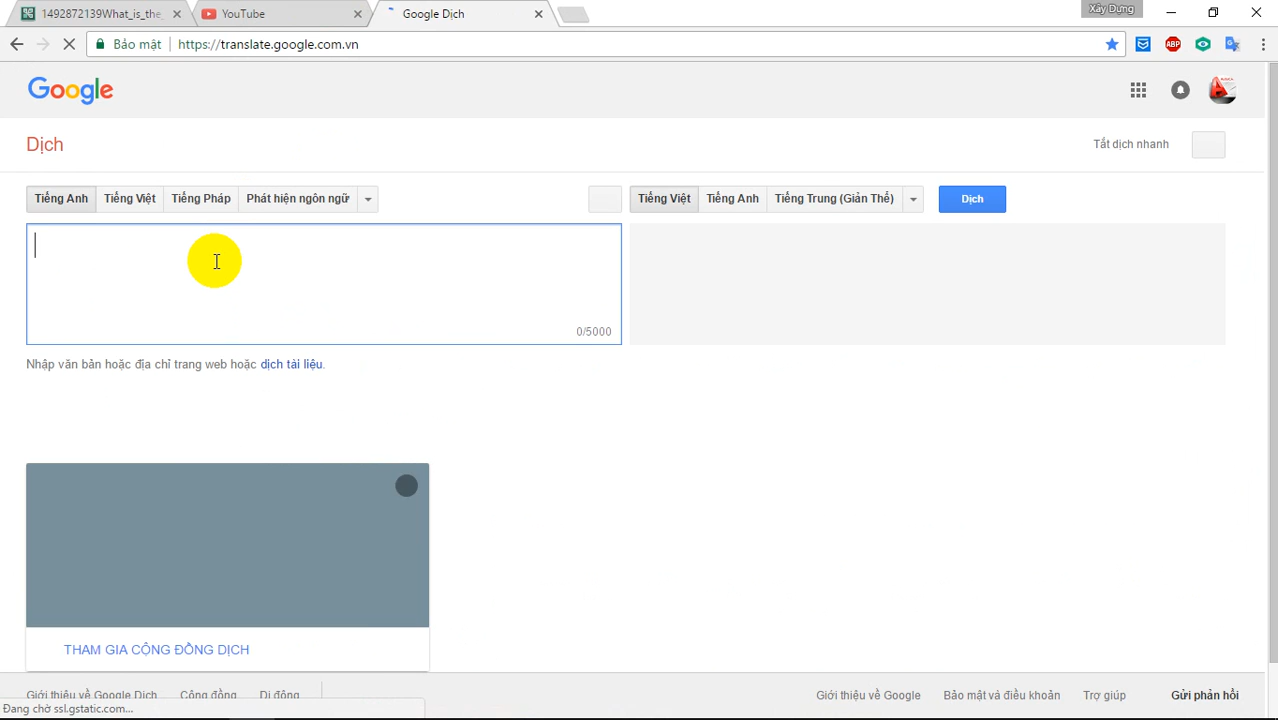 1492872139What_is_the_
YouTube
Google Dịch
Xây Dựng
Bảo mật
https://translate.google.com.vn
ABP
Google
Dịch
Tắt dịch nhanh
Tiếng Anh
Tiếng Việt
Tiếng Pháp
Phát hiện ngôn ngữ
Tiếng Việt
Tiếng Anh
Tiếng Trung (Giản Thể)
Dịch
0/5000
Nhập văn bản hoặc địa chỉ trang web hoặc dịch tài liệu.
THAM GIA CỘNG ĐỒNG DỊCH
Giới thiệu về Google Dịch
Cộng đồng
Di động
Giới thiệu về Google
Bảo mật và điều khoản
Trợ giúp
Gửi phản hồi
Đang chờ ssl.gstatic.com...